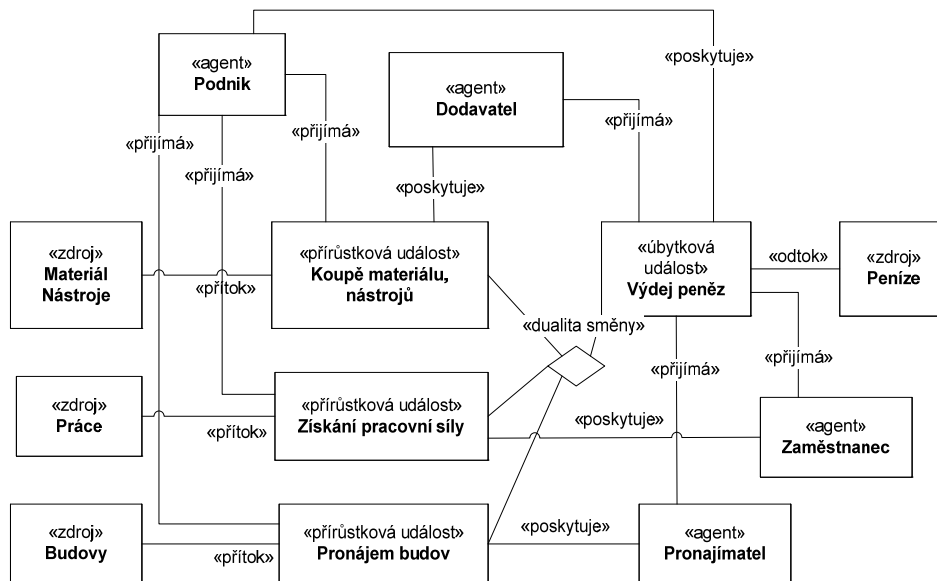 «agent»
Podnik
«poskytuje»
«agent»
Dodavatel
«přijímá»
«přijímá»
«přijímá»
«přijímá»
«poskytuje»
«zdroj»
Materiál
Nástroje
«přítok»
«přírůstková událost»
Koupě materiálu,
nástrojů
«úbytková
událost»
Výdej peněz
«odtok»
«zdroj»
Peníze
«dualita směny»
«přijímá»
«přijímá»
«zdroj»
Práce
«přítok»
«přírůstková událost»
Získání pracovní síly
«poskytuje»
«agent»
Zaměstnanec
«zdroj»
Budovy
«přítok»
«přírůstková událost»
Pronájem budov
«poskytuje»
«agent»
Pronajímatel